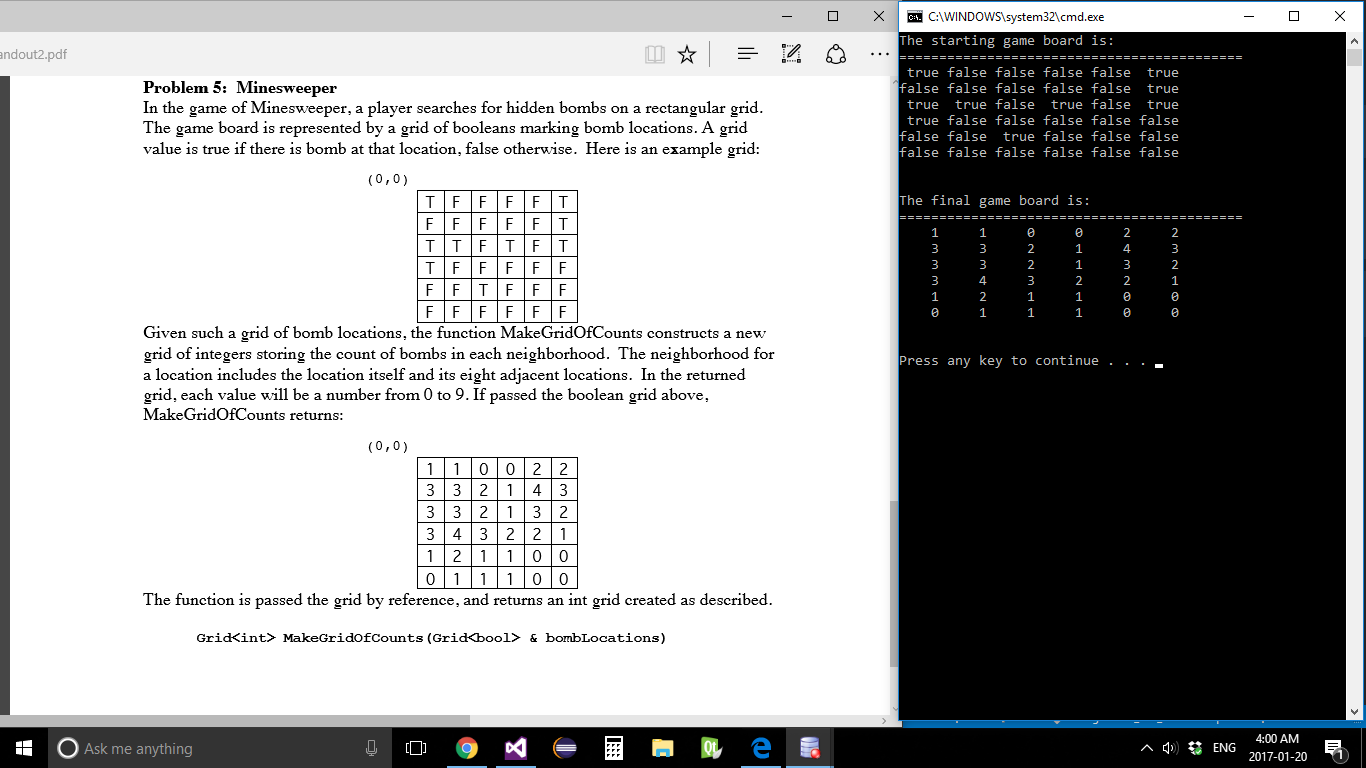 andout2.pdf
Problem 5: Minesweeper
In the game of Minesweeper, a player searches for hidden bombs on a rectangular grid.
The game board is represented by a grid of booleans marking bomb locations. A grid
value is true if there is bomb at that location, false otherwise. Here is an example grid:
(0,0)
T F F F F T
F F F F F T
T T F T F T
T F F F F F
F F T F F F
F F F F F F
Given such a grid of bomb locations, the function MakeGridOfCounts constructs a new
grid of integers storing the count of bombs in each neighborhood. The neighborhood for
a location includes the location itself and its eight adjacent locations. In the returned
grid, each value will be a number from 0 to 9. If passed the boolean grid above,
MakeGridOfCounts returns:
(0,0)
1 1 0 0 2 2
3 3 2 1 4 3
3 3 2 1 3 2
3 4 3 2 2 1
1 2 1 1 0 0
0 1 1 1 0 0
The function is passed the grid by reference, and returns an int grid created as described.
Grid<int> MakeGridOfCounts(Grid<bool> & bombLocations)
C:\WINDOWS\system32\cmd.exe
The starting game board is:
===========================================
true false false false false true
false false false false false true
true true false true false true
true false false false false false
false false true false false false
false false false false false false
The final game board is:
===========================================
1 1 0 0 2 2
3 3 2 1 4 3
3 3 2 1 3 2
3 4 3 2 2 1
1 2 1 1 0 0
0 1 1 1 0 0
Press any key to continue . . .
Ask me anything
Qt
ENG
4:00 AM
2017-01-20
1